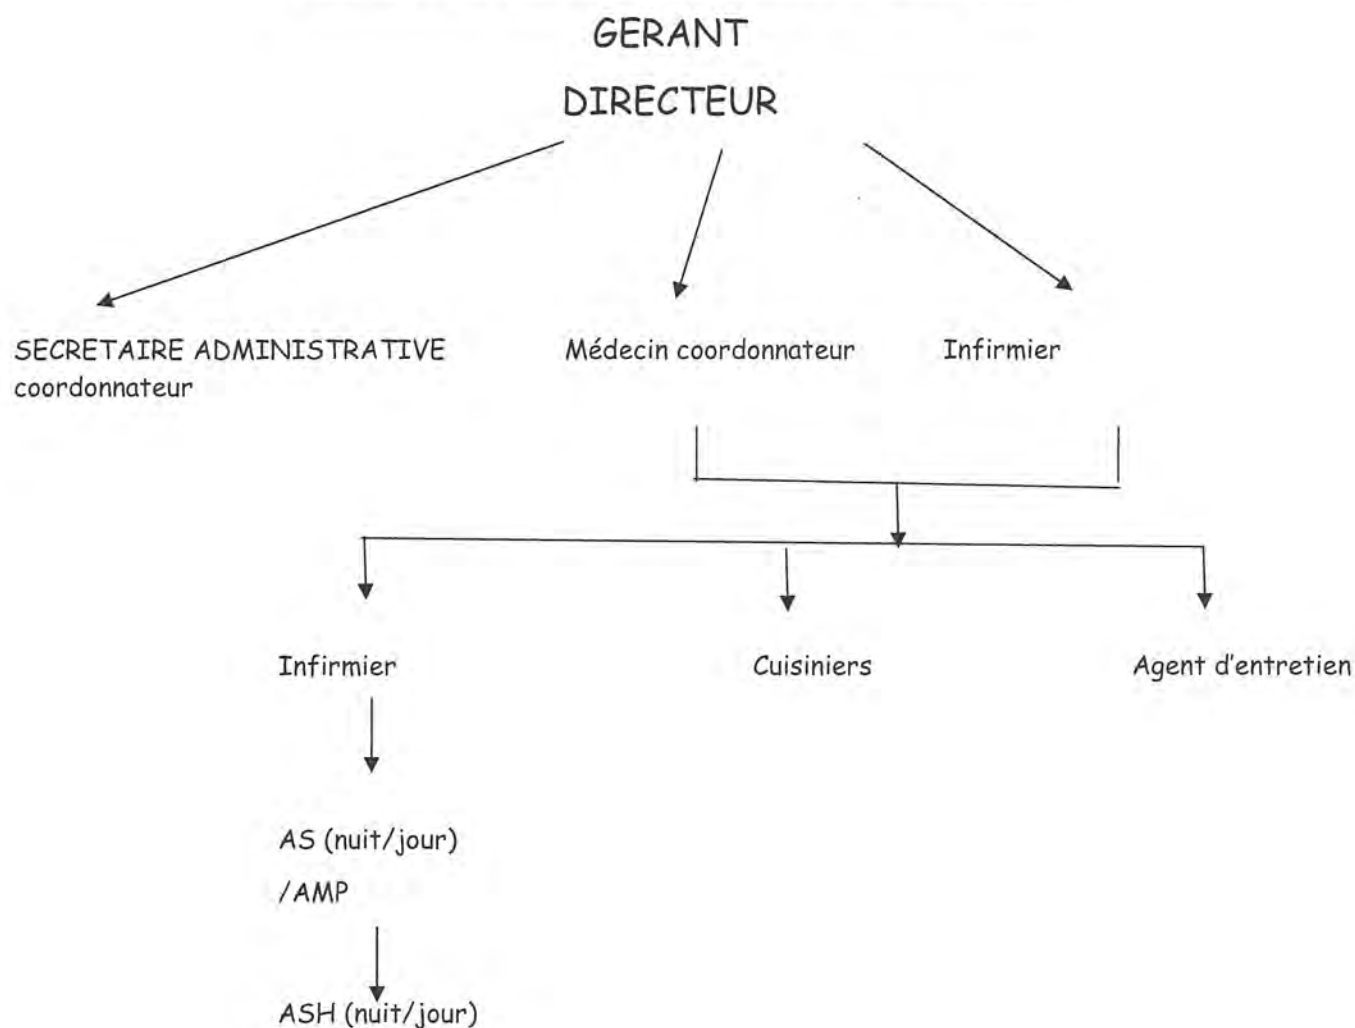 GERANT
DIRECTEUR
SECRETAIRE ADMINISTRATIVE
Médecin coordonnateur
Infirmier
coordonnateur
Infirmier
Cuisiniers
Agent d'entretien
AS (nuit/jour)
/AMP
ASH (nuit/jour)